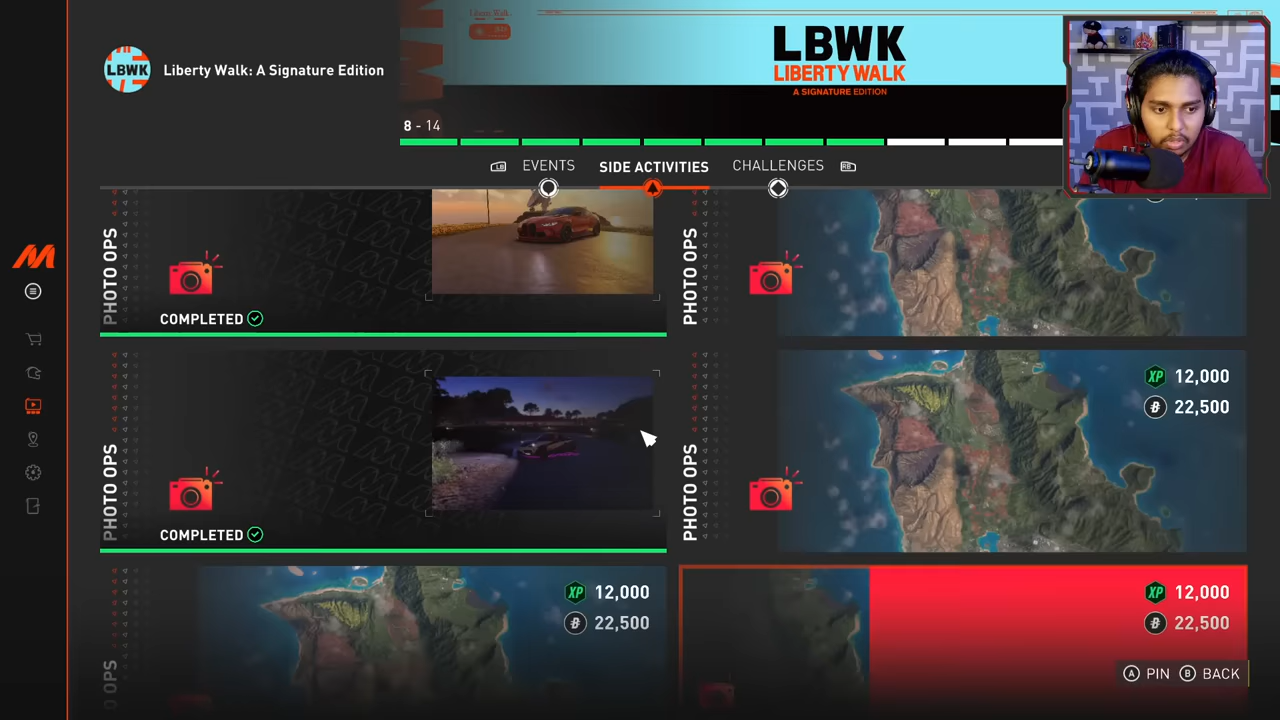 LBWK
Liberty Walk: A Signature Edition
LBWK
LIBERTY WALK
A SIGNATURE EDITION
8 - 14
LB
EVENTS
SIDE ACTIVITIES
CHALLENGES
RB
PHOTO OPS
COMPLETED
PHOTO OPS
PHOTO OPS
COMPLETED
PHOTO OPS
XP 12,000
22,500
XP 12,000
22,500
XP 12,000
22,500
A PIN B BACK